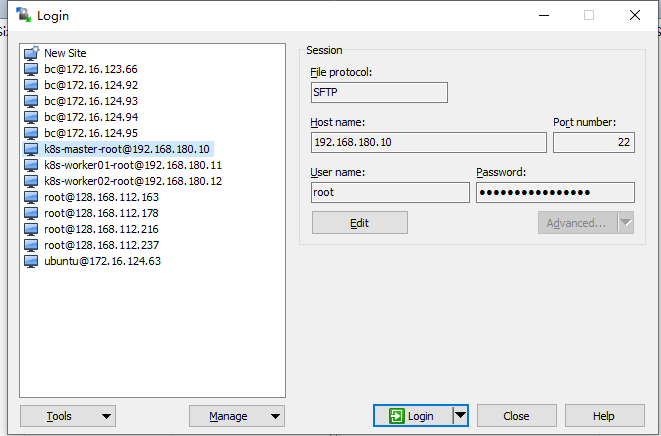 Login
New Site
bc@172.16.123.66
bc@172.16.124.92
bc@172.16.124.93
bc@172.16.124.94
bc@172.16.124.95
k8s-master-root@192.168.180.10
k8s-worker01-root@192.168.180.11
k8s-worker02-root@192.168.180.12
root@128.168.112.163
root@128.168.112.178
root@128.168.112.216
root@128.168.112.237
ubuntu@172.16.124.63
Session
File protocol:
SFTP
Host name: Port number:
192.168.180.10 22
User name: Password:
root ●●●●●●●●●●●●●●●●
Edit Advanced...
Tools Manage Login Close Help